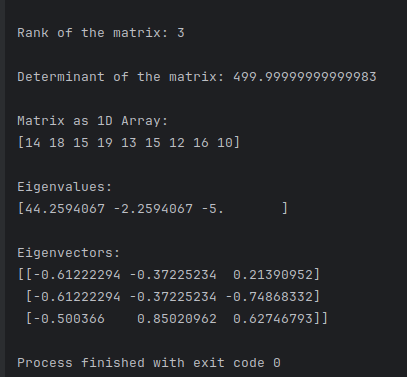 Rank of the matrix: 3
Determinant of the matrix: 499.99999999999983
Matrix as 1D Array:
[14 18 15 19 13 15 12 16 10]
Eigenvalues:
[44.2594067 -2.2594067 -5.       ]
Eigenvectors:
[[-0.61222294 -0.37225234  0.21390952]
 [-0.61222294 -0.37225234 -0.74868332]
 [-0.500366    0.85020962  0.62746793]]
Process finished with exit code 0